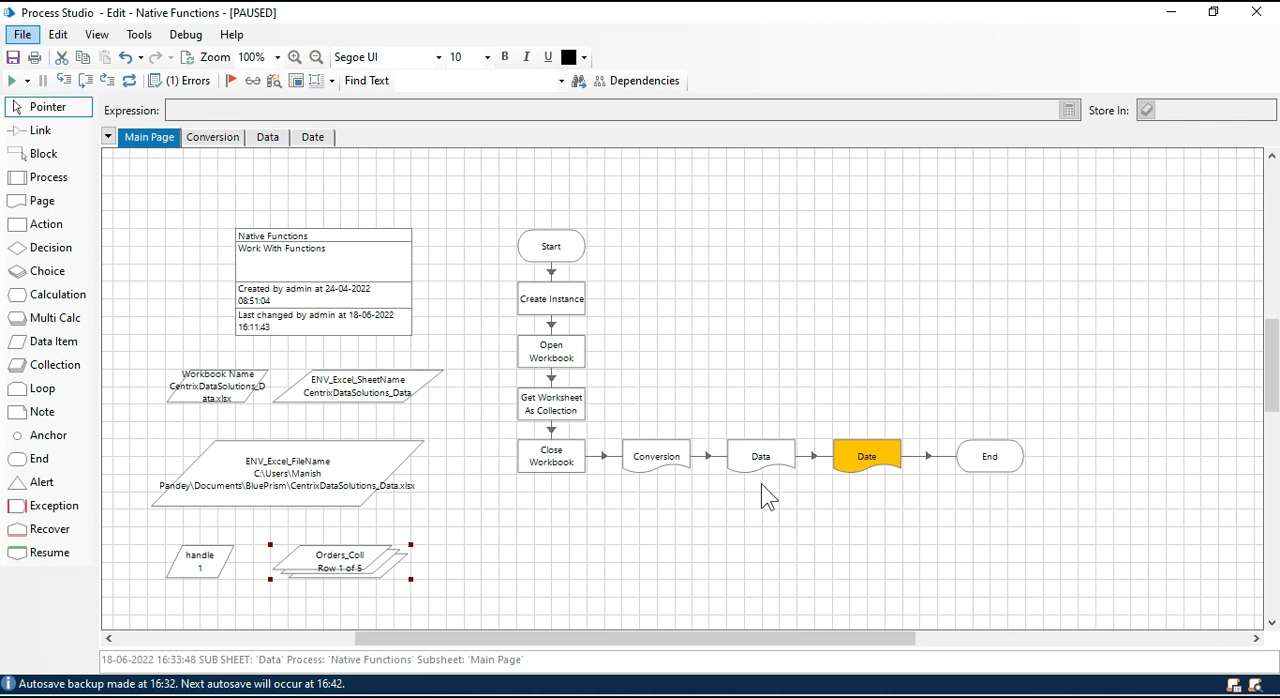 Process Studio - Edit - Native Functions - [PAUSED]
File Edit View Tools Debug Help
Zoom 100% Segoe UI 10 B I U
(1) Errors Find Text Dependencies
Pointer
Link
Block
Process
Page
Action
Decision
Choice
Calculation
Multi Calc
Data Item
Collection
Loop
Note
Anchor
End
Alert
Exception
Recover
Resume
Expression: Store In:
Main Page Conversion Data Date
Native Functions
Work With Functions
Created by admin at 24-04-2022
08:51:04
Last changed by admin at 18-06-2022
16:11:43
Workbook Name
CentrixDataSolutions_D
ata.xlsx
ENV_Excel_SheetName
CentrixDataSolutions_Data
ENV_Excel_FileName
C:\Users\Manish
Pandey\Documents\BluePrism\CentrixDataSolutions_Data.xlsx
handle
1
Orders_Coll
Row 1 of 5
Start
Create Instance
Open
Workbook
Get Worksheet
As Collection
Close
Workbook
Conversion
Data
Date
End
18-06-2022 16:33:48 SUB SHEET: 'Data' Process: 'Native Functions' Subsheet: 'Main Page'
Autosave backup made at 16:32. Next autosave will occur at 16:42.